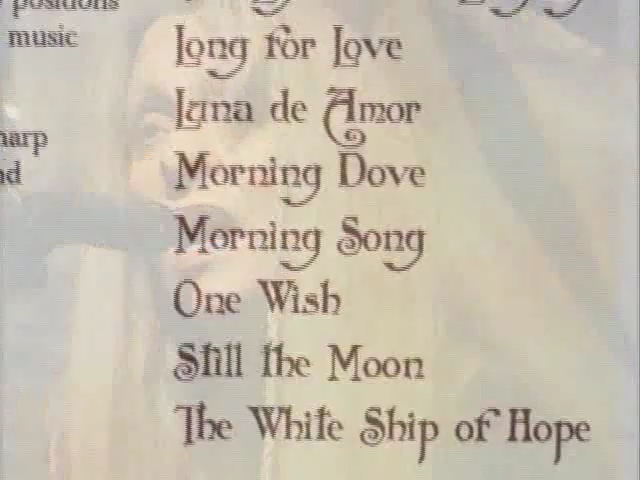 positions
music
harp
Long for Love
Luna de Amor
Morning Dove
Morning Song
One Wish
Still the Moon
The White Ship of Hope